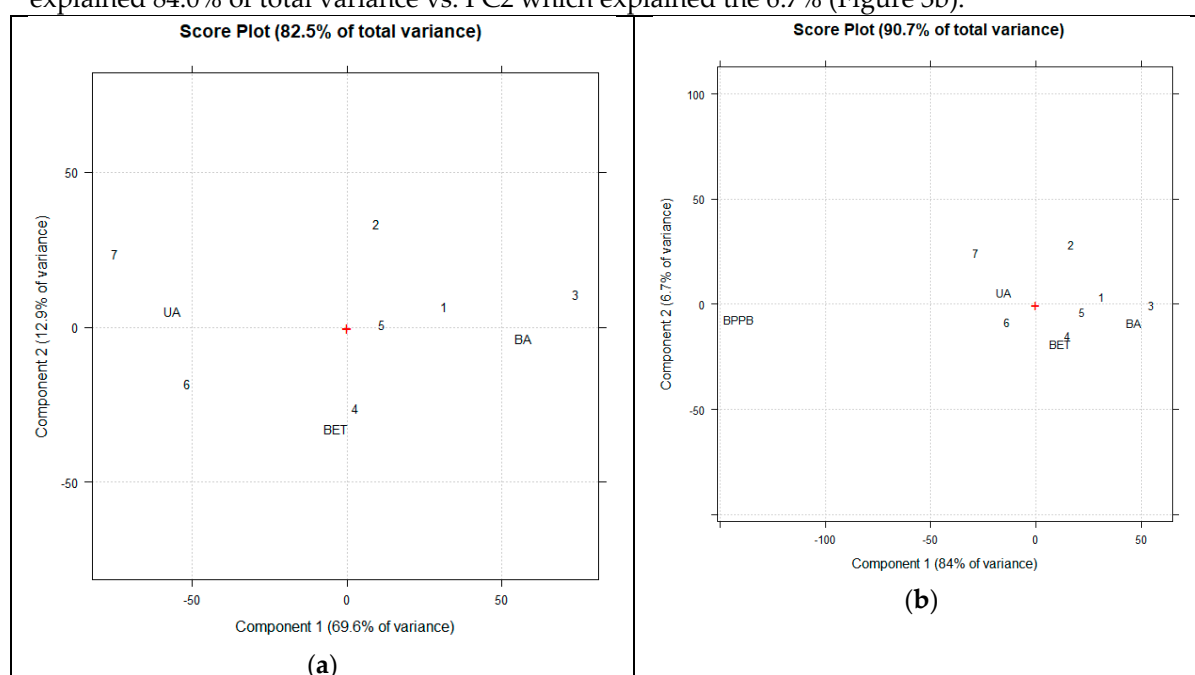 explained 84.0% of total variance vs. PC2 which explained the 6.7% (Figure 3b).
Score Plot (82.5% of total variance)
Component 2 (12.9% of variance)
50
0
-50
7
UA
6
2
1
3
5
BA
4
BET
-50
0
50
Component 1 (69.6% of variance)
(a)
Score Plot (90.7% of total variance)
Component 2 (6.7% of variance)
100
50
0
-50
BPPB
7
UA
6
2
1
3
5
BA
4
BET
-100
-50
0
50
Component 1 (84% of variance)
(b)